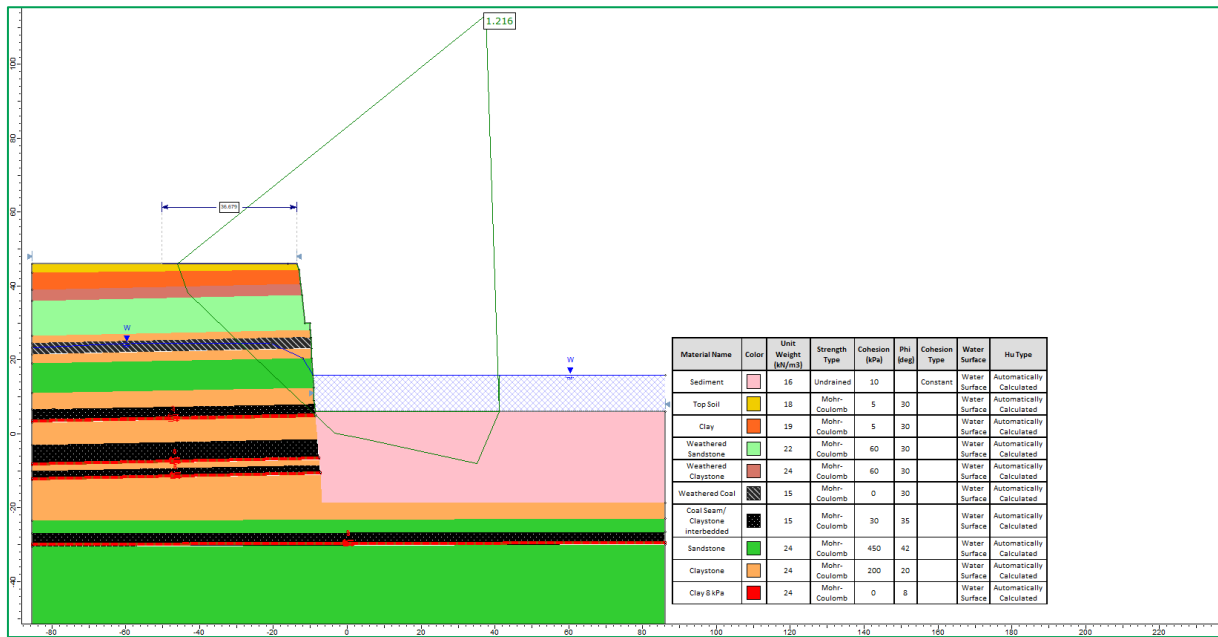 1.216
36.679
W
W
100
80
60
40
20
0
-20
-40
-80
-60
-40
-20
0
20
40
60
80
100
120
140
160
180
200
220
Material Name Color Unit Weight (kN/m3) Strength Type Cohesion (kPa) Phi (deg) Cohesion Type Water Surface Hu Type
Sediment 16 Undrained 10 Constant Water Surface Automatically Calculated
Top Soil 18 Mohr-Coulomb 5 30 Water Surface Automatically Calculated
Clay 19 Mohr-Coulomb 5 30 Water Surface Automatically Calculated
Weathered Sandstone 22 Mohr-Coulomb 60 30 Water Surface Automatically Calculated
Weathered Claystone 24 Mohr-Coulomb 60 30 Water Surface Automatically Calculated
Weathered Coal 15 Mohr-Coulomb 0 30 Water Surface Automatically Calculated
Coal Seam/ Claystone interbedded 15 Mohr-Coulomb 30 35 Water Surface Automatically Calculated
Sandstone 24 Mohr-Coulomb 450 42 Water Surface Automatically Calculated
Claystone 24 Mohr-Coulomb 200 20 Water Surface Automatically Calculated
Clay 8 kPa 24 Mohr-Coulomb 0 8 Water Surface Automatically Calculated